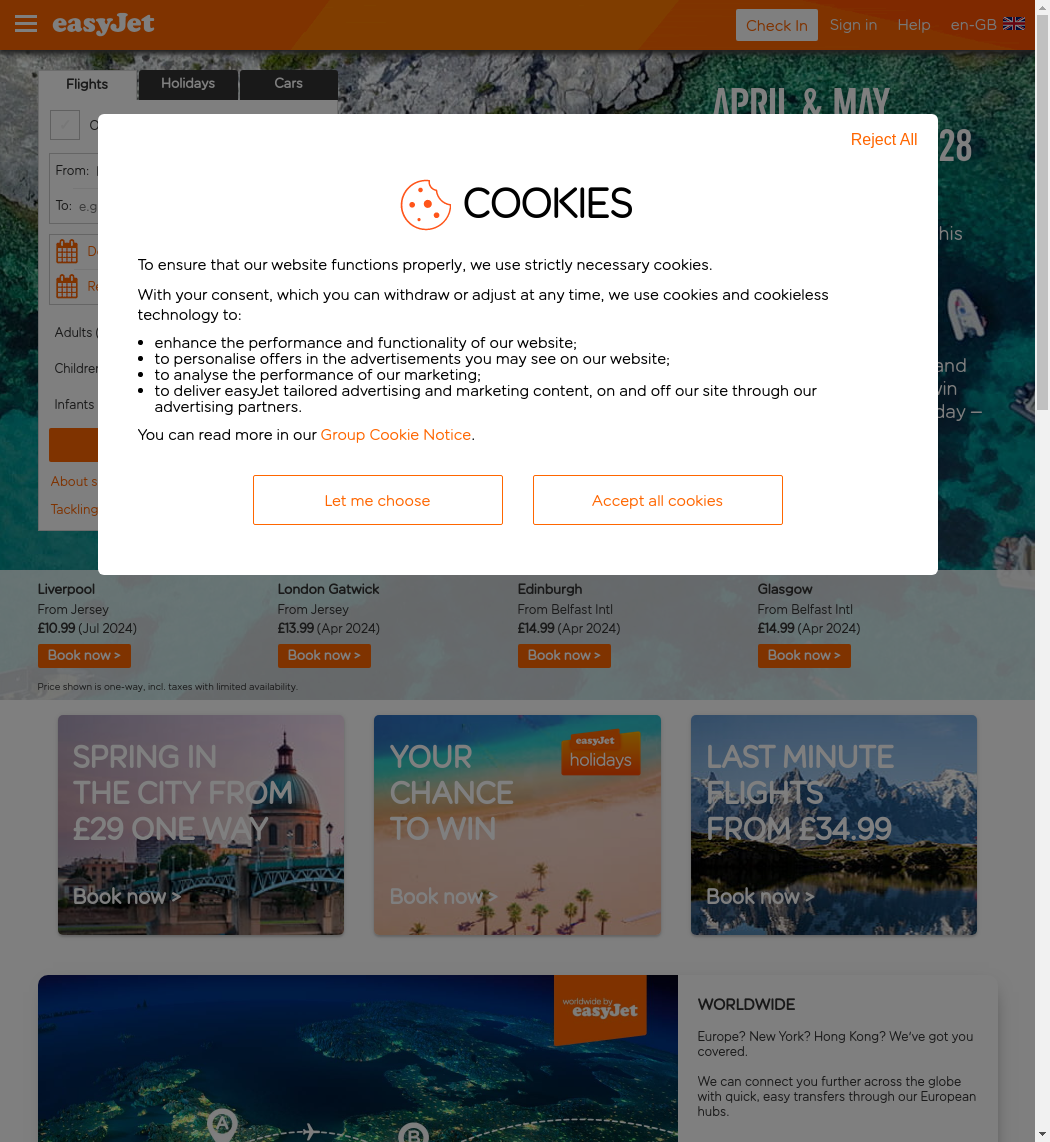 easyJet
Check In
Sign in
Help
en-GB
Flights
Holidays
Cars
APRIL & MAY
28
From:
To: e.g
his
and
win
day –
Adults (
Children
Infants
About s
Tackling
Reject All
COOKIES
To ensure that our website functions properly, we use strictly necessary cookies.
With your consent, which you can withdraw or adjust at any time, we use cookies and cookieless
technology to:
• enhance the performance and functionality of our website;
• to personalise offers in the advertisements you may see on our website;
• to analyse the performance of our marketing;
• to deliver easyJet tailored advertising and marketing content, on and off our site through our
advertising partners.
You can read more in our Group Cookie Notice.
Let me choose
Accept all cookies
Liverpool
From Jersey
£10.99 (Jul 2024)
Book now >
London Gatwick
From Jersey
£13.99 (Apr 2024)
Book now >
Edinburgh
From Belfast Intl
£14.99 (Apr 2024)
Book now >
Glasgow
From Belfast Intl
£14.99 (Apr 2024)
Book now >
Price shown is one-way, incl. taxes with limited availability.
SPRING IN
THE CITY FROM
£29 ONE WAY
Book now >
YOUR
CHANCE
TO WIN
easyJet
holidays
Book now >
LAST MINUTE
FLIGHTS
FROM £34.99
Book now >
worldwide by
easyJet
A
B
WORLDWIDE
Europe? New York? Hong Kong? We've got you
covered.
We can connect you further across the globe
with quick, easy transfers through our European
hubs.